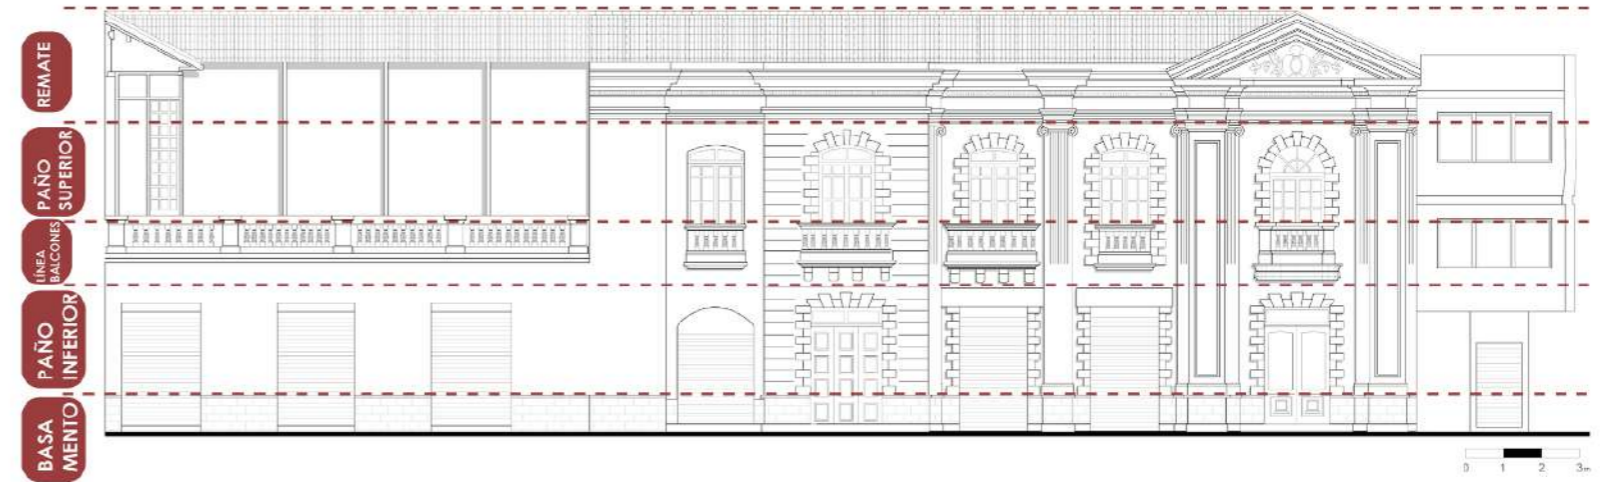 REMATE
PAÑO
SUPERIOR
LÍNEA
BALCONES
PAÑO
INFERIOR
BASA
MENTO
0 1 2 3m